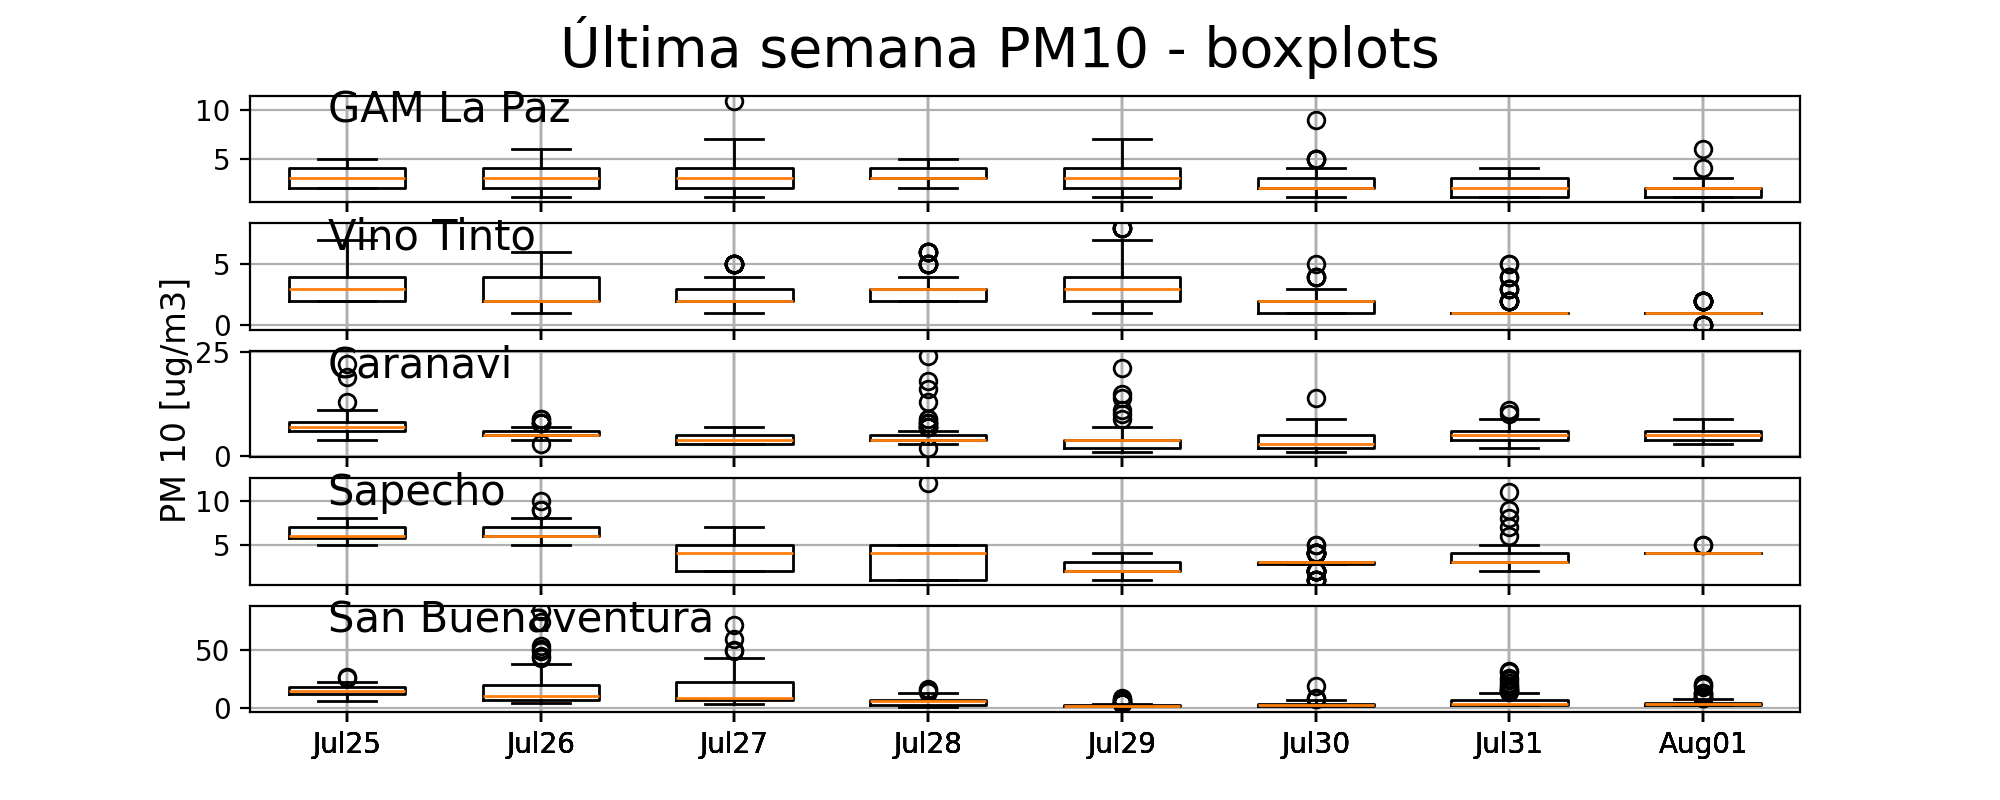 Última semana PM10 - boxplots
GAM La Paz
10
5
Vino Tinto
5
0
PM 10 [ug/m3]
Caranavi
25
0
Sapecho
10
5
San Buenaventura
50
0
Jul25 Jul26 Jul27 Jul28 Jul29 Jul30 Jul31 Aug01